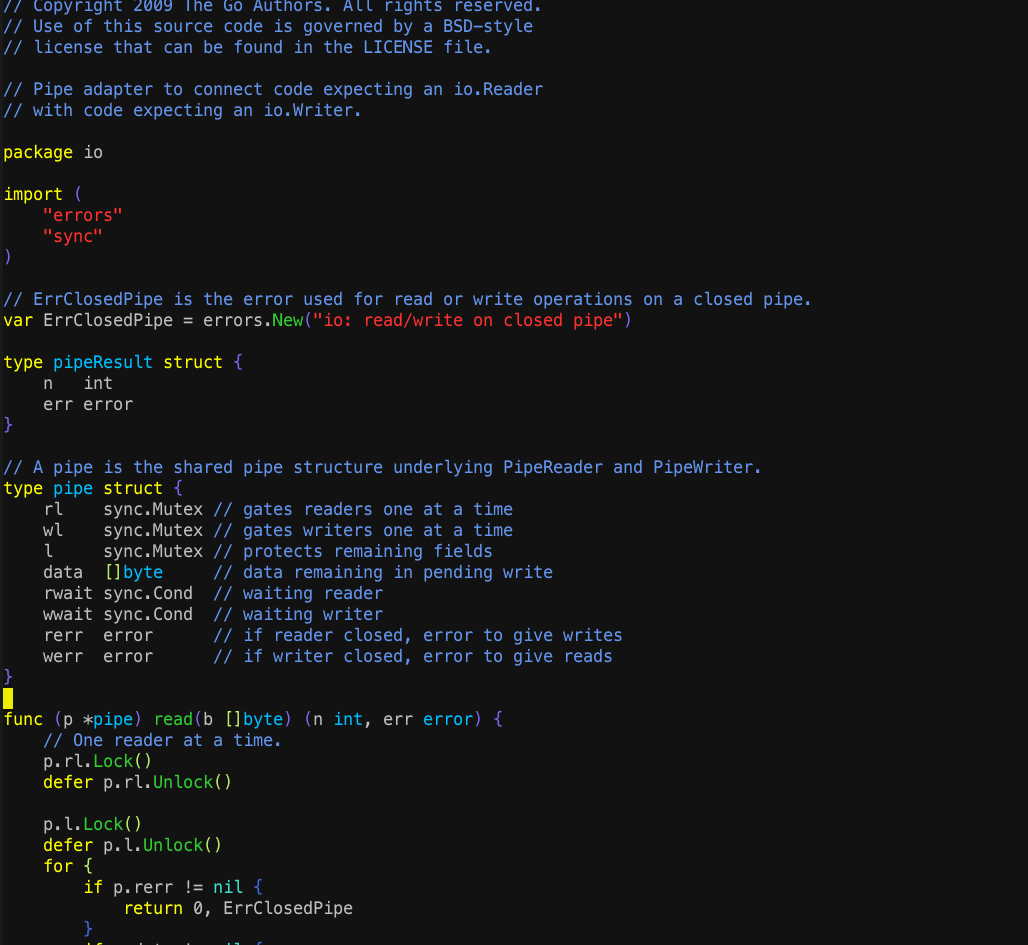 // Copyright 2009 The Go Authors. All rights reserved.
// Use of this source code is governed by a BSD-style
// license that can be found in the LICENSE file.

// Pipe adapter to connect code expecting an io.Reader
// with code expecting an io.Writer.

package io

import (
    "errors"
    "sync"
)

// ErrClosedPipe is the error used for read or write operations on a closed pipe.
var ErrClosedPipe = errors.New("io: read/write on closed pipe")

type pipeResult struct {
    n   int
    err error
}

// A pipe is the shared pipe structure underlying PipeReader and PipeWriter.
type pipe struct {
    rl    sync.Mutex // gates readers one at a time
    wl    sync.Mutex // gates writers one at a time
    l     sync.Mutex // protects remaining fields
    data  []byte     // data remaining in pending write
    rwait sync.Cond  // waiting reader
    wwait sync.Cond  // waiting writer
    rerr  error      // if reader closed, error to give writes
    werr  error      // if writer closed, error to give reads
}

func (p *pipe) read(b []byte) (n int, err error) {
    // One reader at a time.
    p.rl.Lock()
    defer p.rl.Unlock()

    p.l.Lock()
    defer p.l.Unlock()
    for {
        if p.rerr != nil {
            return 0, ErrClosedPipe
        }